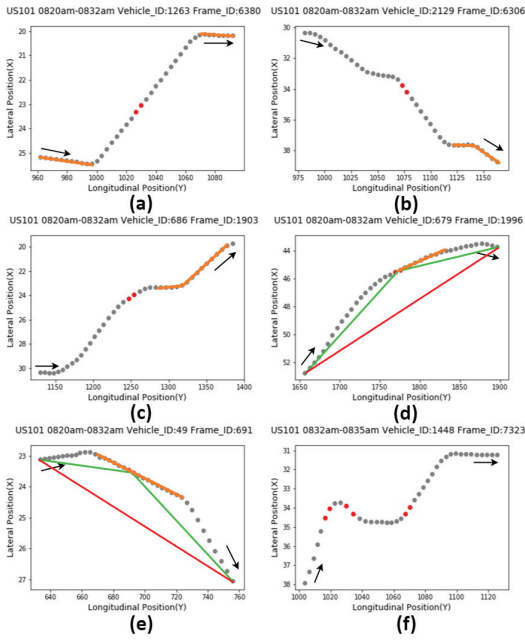 US101 0820am-0832am Vehicle_ID:1263 Frame_ID:6380
Lateral Position(X)
20
21
22
23
24
25
960 980 1000 1020 1040 1060 1080
Longitudinal Position(Y)
(a)
US101 0820am-0832am Vehicle_ID:2129 Frame_ID:6306
Lateral Position(X)
30
32
34
36
38
975 1000 1025 1050 1075 1100 1125 1150
Longitudinal Position(Y)
(b)
US101 0820am-0832am Vehicle_ID:686 Frame_ID:1903
Lateral Position(X)
20
22
24
26
28
30
1150 1200 1250 1300 1350 1400
Longitudinal Position(Y)
(c)
US101 0820am-0832am Vehicle_ID:679 Frame_ID:1996
Lateral Position(X)
44
46
48
50
52
1650 1700 1750 1800 1850 1900
Longitudinal Position(Y)
(d)
US101 0820am-0832am Vehicle_ID:49 Frame_ID:691
Lateral Position(X)
23
24
25
26
27
640 660 680 700 720 740 760
Longitudinal Position(Y)
(e)
US101 0832am-0835am Vehicle_ID:1448 Frame_ID:7323
Lateral Position(X)
31
32
33
34
35
36
37
38
1000 1020 1040 1060 1080 1100 1120
Longitudinal Position(Y)
(f)